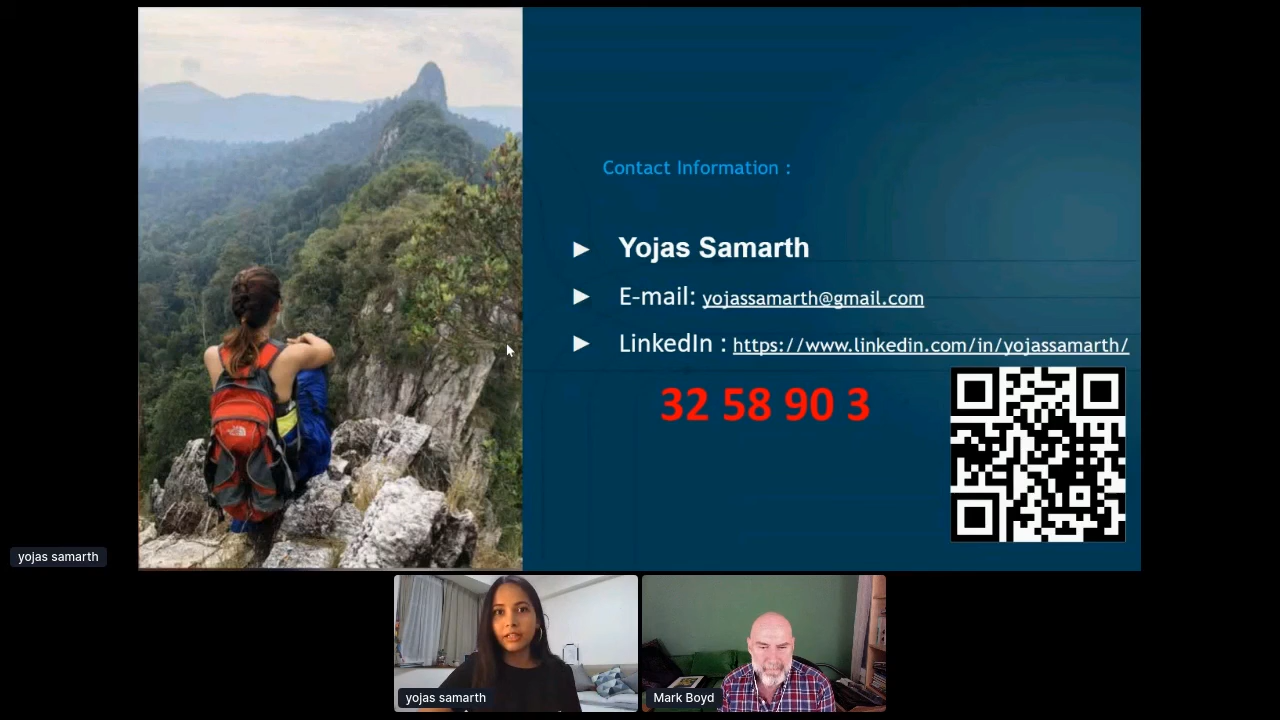 Contact Information :
► Yojas Samarth
► E-mail: yojassamarth@gmail.com
► LinkedIn : https://www.linkedin.com/in/yojassamarth/
32 58 90 3
yojas samarth
yojas samarth
Mark Boyd